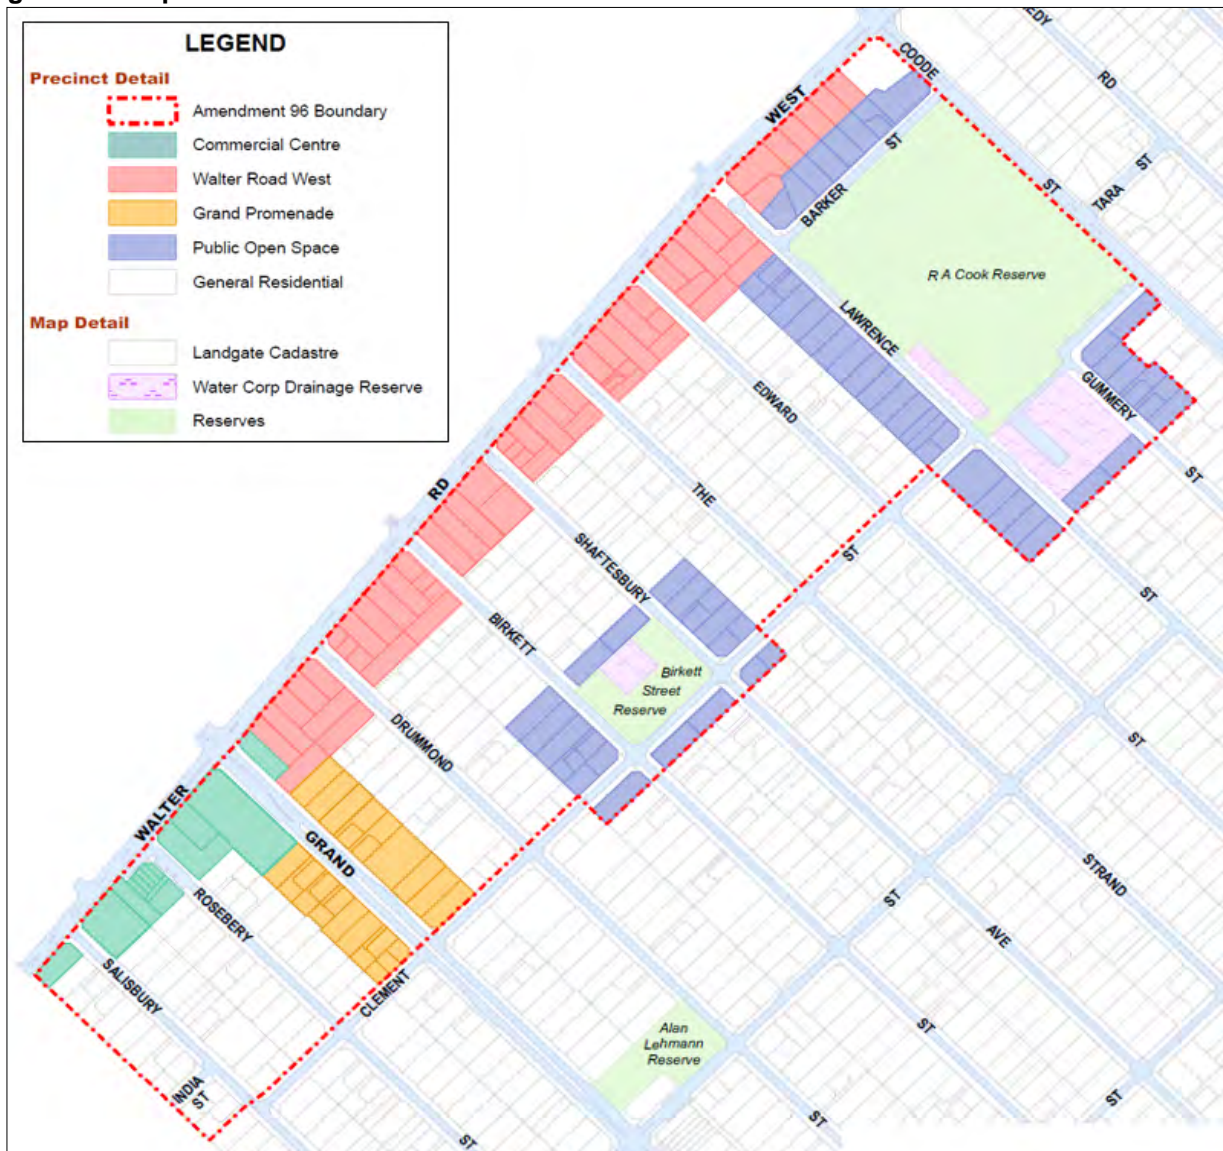 LEGEND
Precinct Detail
Amendment 96 Boundary
Commercial Centre
Walter Road West
Grand Promenade
Public Open Space
General Residential
Map Detail
Landgate Cadastre
Water Corp Drainage Reserve
Reserves
COODE
ST
EDY
RD
TARA
ST
WEST
RD
WALTER
BARKER
ST
R A Cook Reserve
LAWRENCE
ST
GUMMERY
ST
EDWARD
ST
THE
STRAND
SHAFTESBURY
AVE
BIRKETT
ST
Birkett
Street
Reserve
DRUMMOND
ST
GRAND
ROSEBERY
ST
SALISBURY
CLEMENT
ST
INDIA
ST
Alan
Lehmann
Reserve
ST
ST